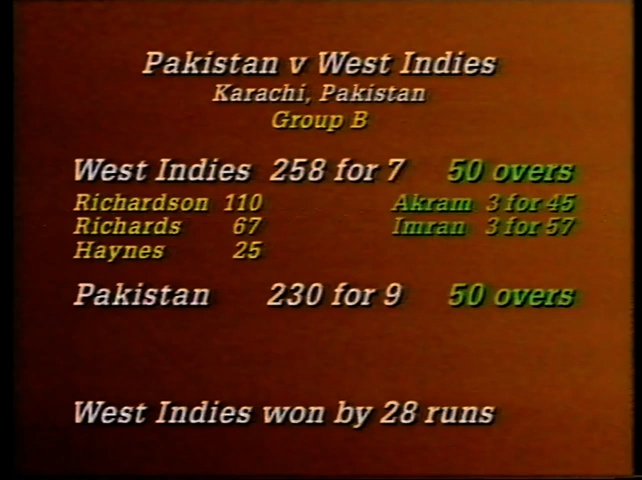 Pakistan v West Indies
Karachi, Pakistan
Group B
West Indies 258 for 7 50 overs
Richardson 110 Akram 3 for 45
Richards 67 Imran 3 for 57
Haynes 25
Pakistan 230 for 9 50 overs
West Indies won by 28 runs